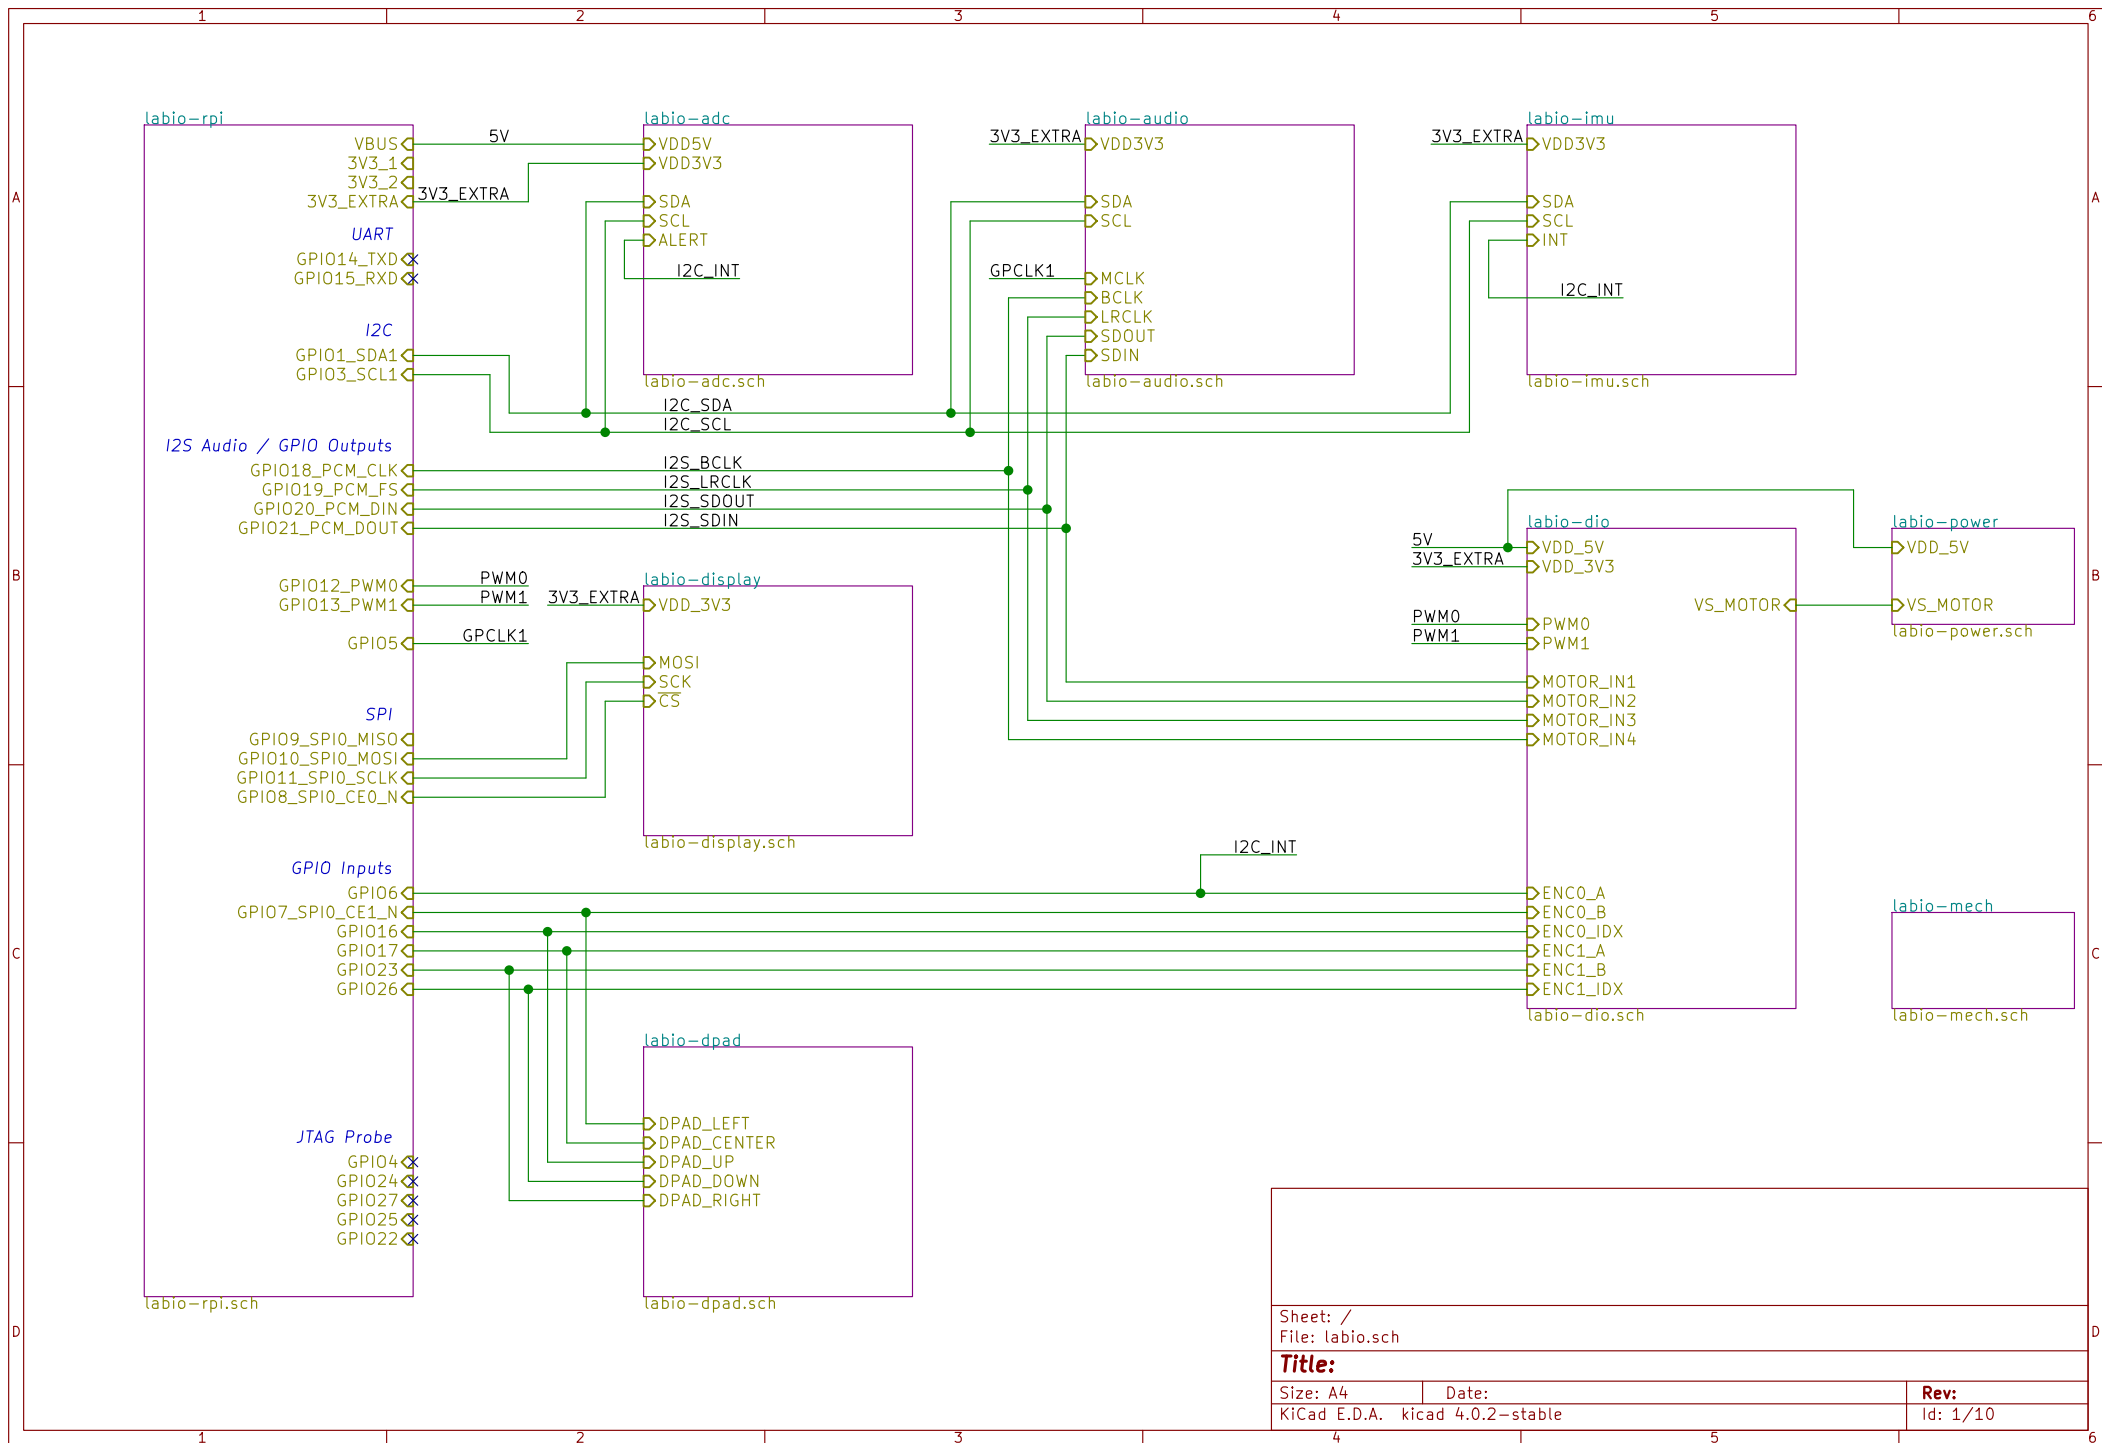 1 2 3 4 5 6
A
B
C
D
labio-rpi
VBUS
3V3_1
3V3_2
3V3_EXTRA
5V
3V3_EXTRA
UART
GPIO14_TXD
GPIO15_RXD
I2C
GPIO1_SDA1
GPIO3_SCL1
I2S Audio / GPIO Outputs
GPIO18_PCM_CLK
GPIO19_PCM_FS
GPIO20_PCM_DIN
GPIO21_PCM_DOUT
GPIO12_PWM0
GPIO13_PWM1
GPIO5
PWM0
PWM1
GPCLK1
SPI
GPIO9_SPI0_MISO
GPIO10_SPI0_MOSI
GPIO11_SPI0_SCLK
GPIO8_SPI0_CE0_N
GPIO Inputs
GPIO6
GPIO7_SPI0_CE1_N
GPIO16
GPIO17
GPIO23
GPIO26
JTAG Probe
GPIO4
GPIO24
GPIO27
GPIO25
GPIO22
labio-rpi.sch
labio-adc
VDD5V
VDD3V3
SDA
SCL
ALERT
I2C_INT
labio-adc.sch
I2C_SDA
I2C_SCL
I2S_BCLK
I2S_LRCLK
I2S_SDOUT
I2S_SDIN
labio-display
3V3_EXTRA
VDD_3V3
MOSI
SCK
CS
labio-display.sch
labio-dpad
DPAD_LEFT
DPAD_CENTER
DPAD_UP
DPAD_DOWN
DPAD_RIGHT
labio-dpad.sch
labio-audio
3V3_EXTRA
VDD3V3
SDA
SCL
GPCLK1
MCLK
BCLK
LRCLK
SDOUT
SDIN
labio-audio.sch
labio-imu
3V3_EXTRA
VDD3V3
SDA
SCL
INT
I2C_INT
labio-imu.sch
labio-dio
5V
3V3_EXTRA
VDD_5V
VDD_3V3
VS_MOTOR
PWM0
PWM1
PWM0
PWM1
MOTOR_IN1
MOTOR_IN2
MOTOR_IN3
MOTOR_IN4
I2C_INT
ENC0_A
ENC0_B
ENC0_IDX
ENC1_A
ENC1_B
ENC1_IDX
labio-dio.sch
labio-power
VDD_5V
VS_MOTOR
labio-power.sch
labio-mech
labio-mech.sch
A
B
C
D
Sheet: /
File: labio.sch
Title:
Size: A4 Date: Rev:
KiCad E.D.A. kicad 4.0.2-stable Id: 1/10
1 2 3 4 5 6